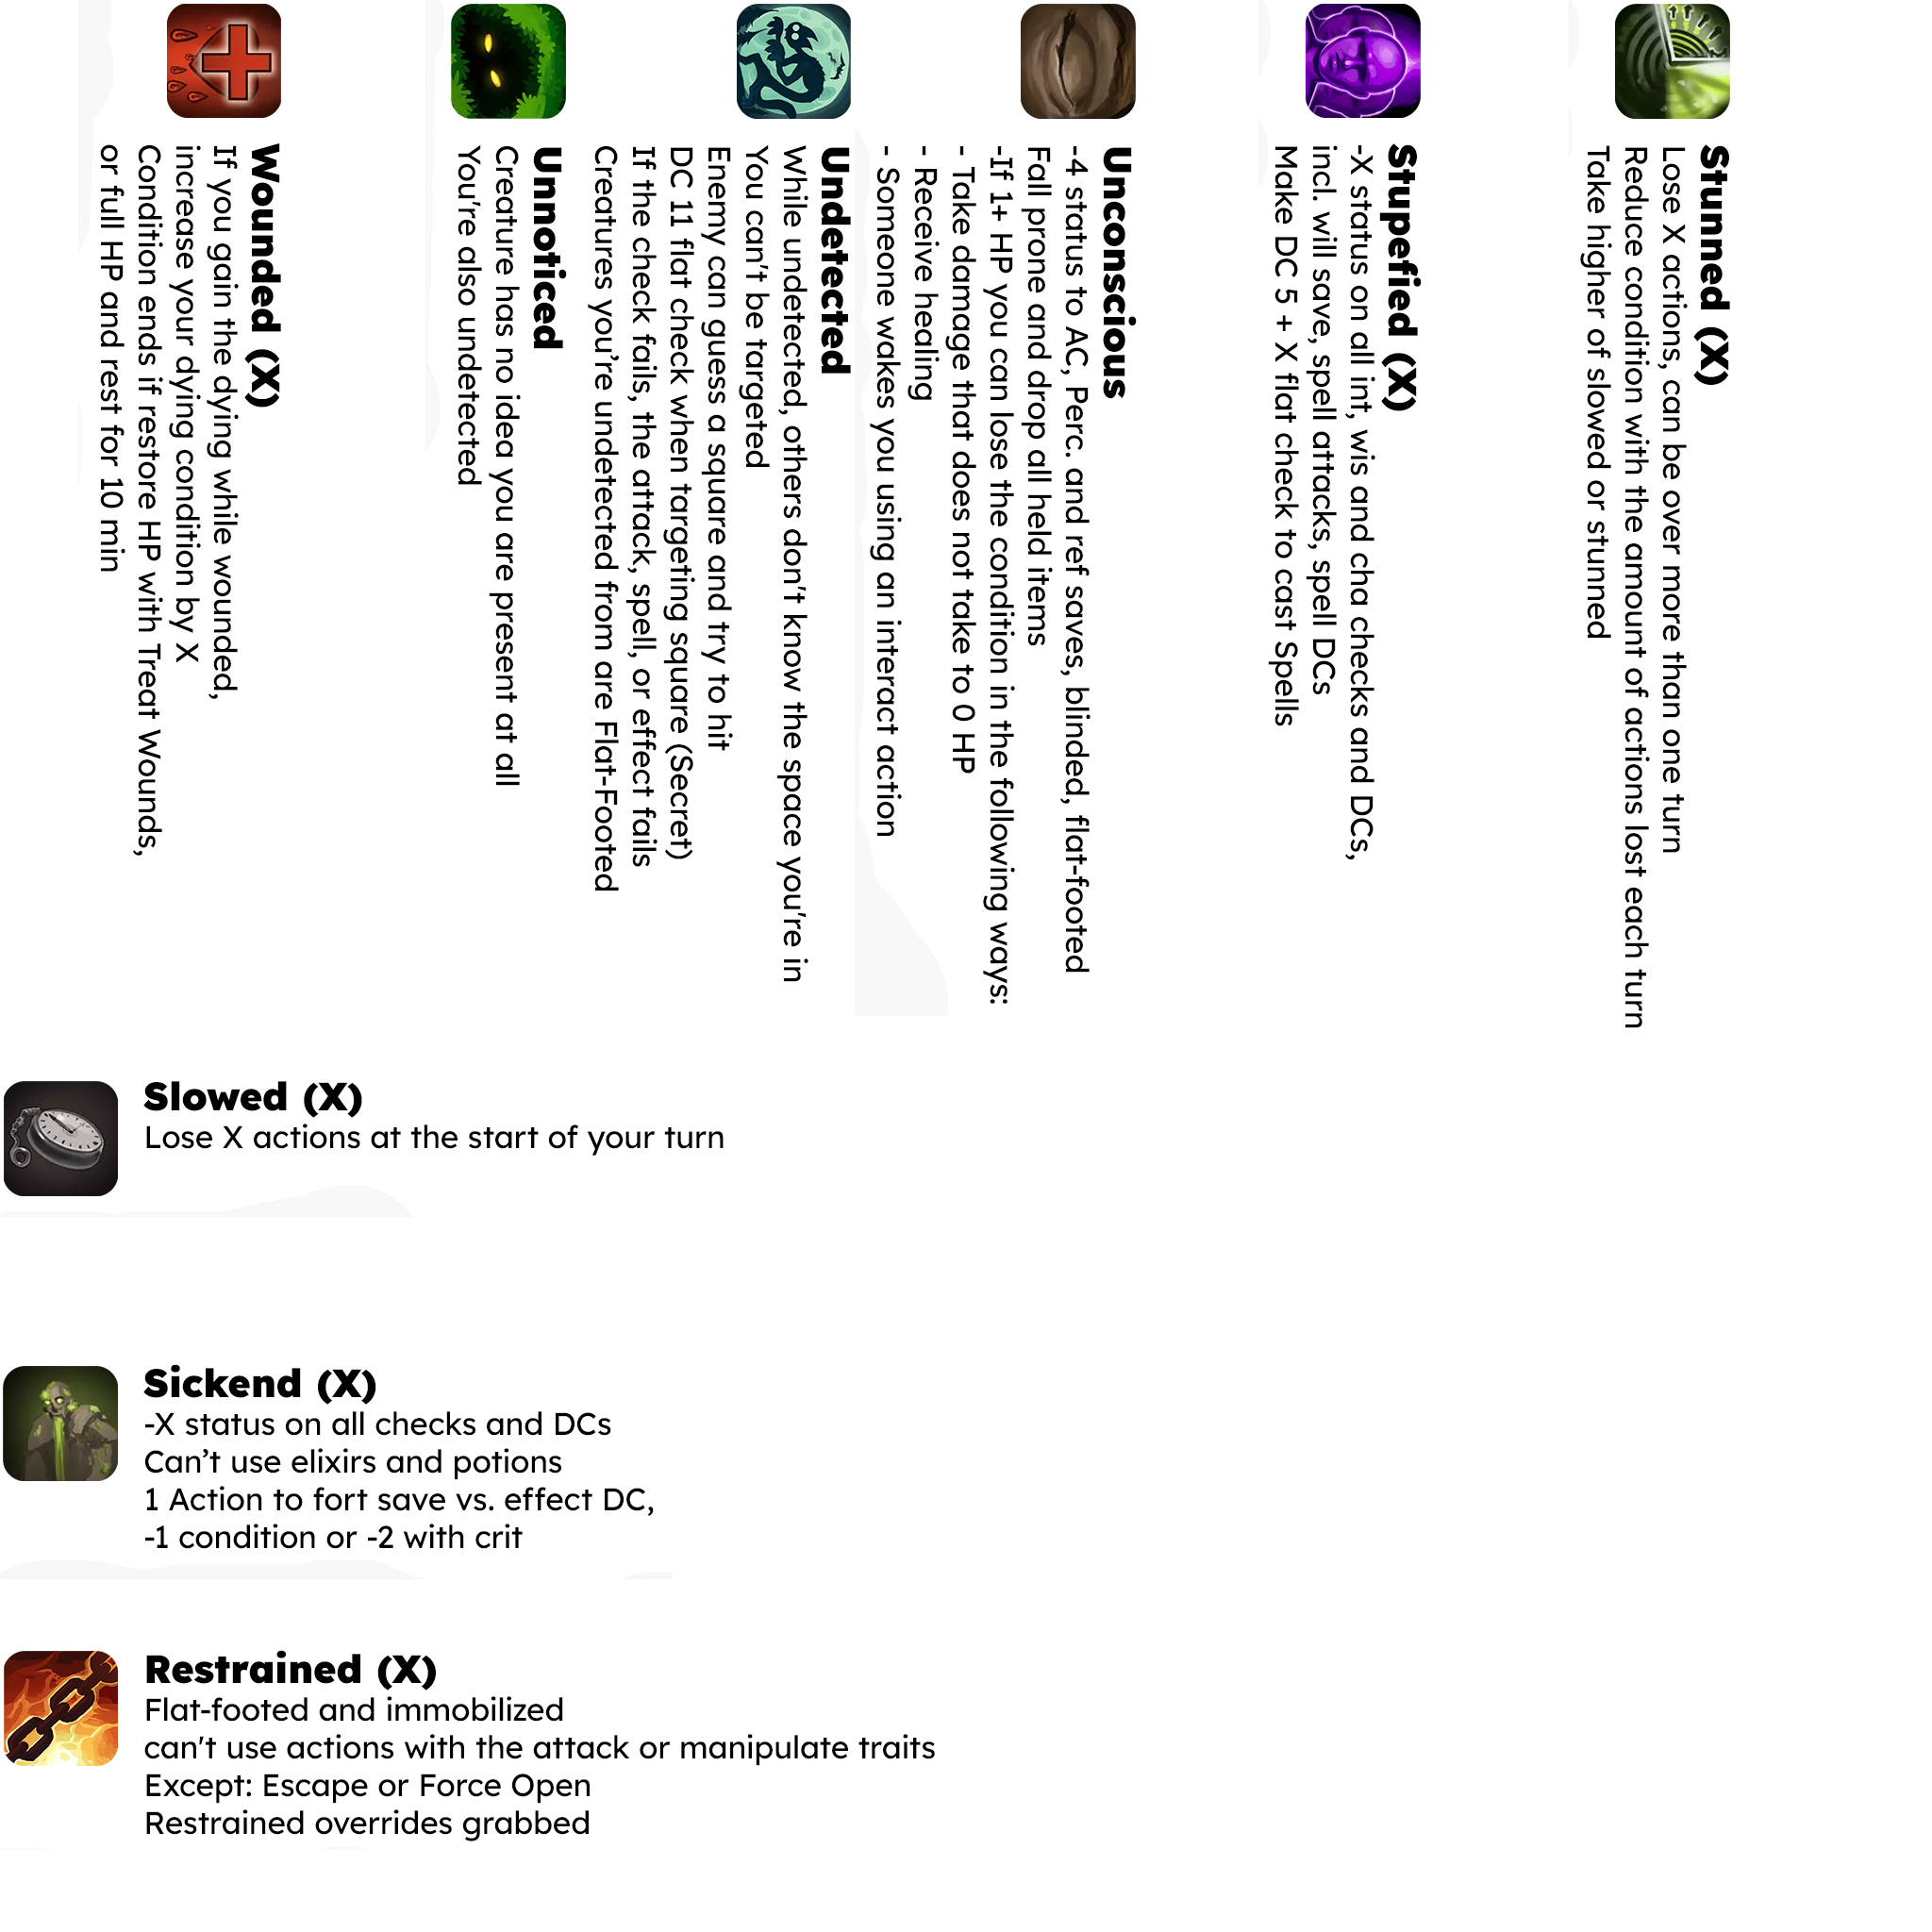 Wounded (X)
If you gain the dying while wounded,
increase your dying condition by X
Condition ends if restore HP with Treat Wounds,
or full HP and rest for 10 min
Unnoticed
Creature has no idea you are present at all
You're also undetected
Undetected
While undetected, others don't know the space you're in
You can't be targeted
Enemy can guess a square and try to hit
DC 11 flat check when targeting square (Secret)
If the check fails, the attack, spell, or effect fails
Creatures you're undetected from are Flat-Footed
Unconscious
-4 status to AC, Perc. and ref saves, blinded, flat-footed
Fall prone and drop all held items
-If 1+ HP you can lose the condition in the following ways:
- Take damage that does not take to 0 HP
- Receive healing
- Someone wakes you using an interact action
Stupefied (X)
-X status on all int, wis and cha checks and DCs,
incl. will save, spell attacks, spell DCs
Make DC 5 + X flat check to cast Spells
Stunned (X)
Lose X actions, can be over more than one turn
Reduce condition with the amount of actions lost each turn
Take higher of slowed or stunned
Slowed (X)
Lose X actions at the start of your turn
Sickend (X)
-X status on all checks and DCs
Can’t use elixirs and potions
1 Action to fort save vs. effect DC,
-1 condition or -2 with crit
Restrained (X)
Flat-footed and immobilized
can't use actions with the attack or manipulate traits
Except: Escape or Force Open
Restrained overrides grabbed